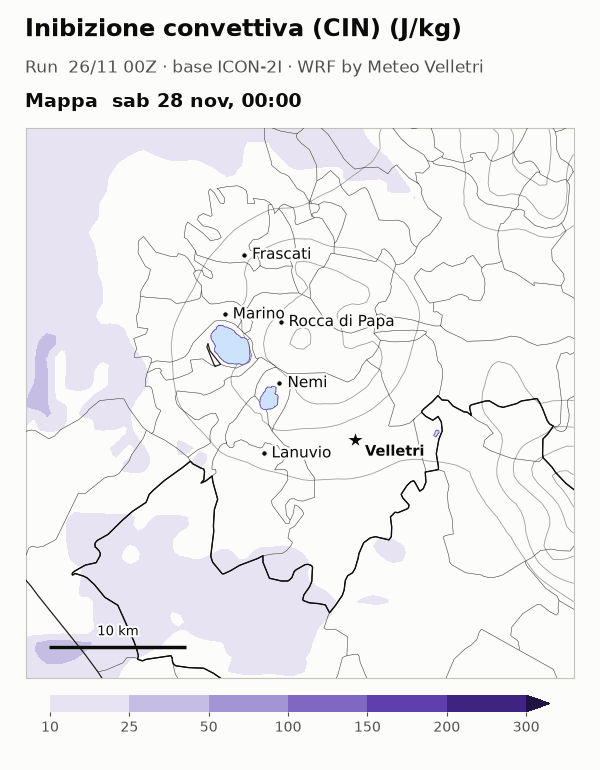 Inibizione convettiva (CIN) (J/kg)
Run  26/11 00Z · base ICON-2I · WRF by Meteo Velletri
Mappa  sab 28 nov, 00:00
Frascati
Marino
Rocca di Papa
Nemi
Velletri
Lanuvio
10 km
10 25 50 100 150 200 300